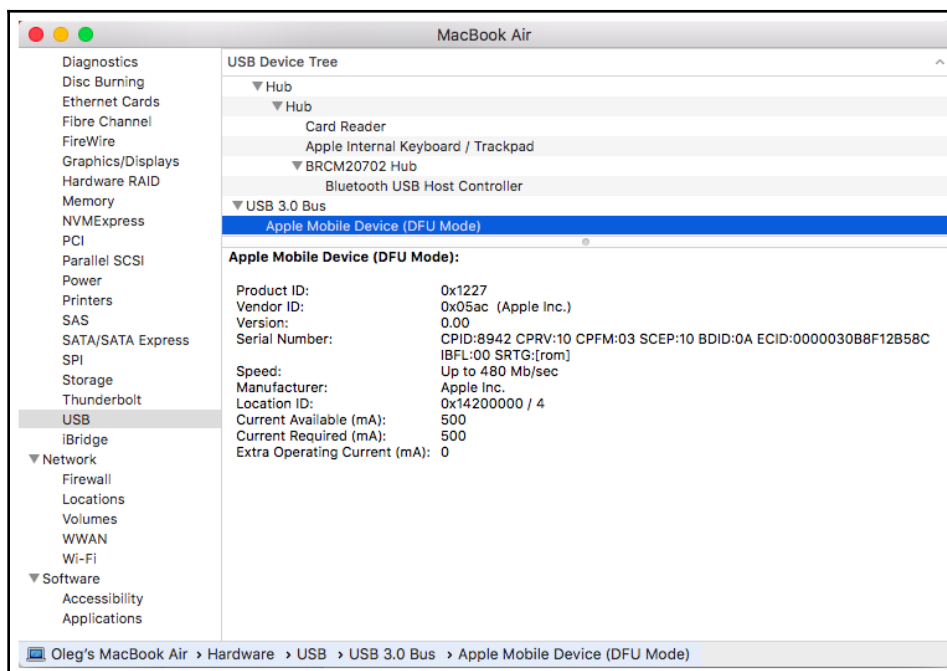 MacBook Air
Diagnostics
Disc Burning
Ethernet Cards
Fibre Channel
FireWire
Graphics/Displays
Hardware RAID
Memory
NVMExpress
PCI
Parallel SCSI
Power
Printers
SAS
SATA/SATA Express
SPI
Storage
Thunderbolt
USB
iBridge
Network
Firewall
Locations
Volumes
WWAN
Wi-Fi
Software
Accessibility
Applications
USB Device Tree
Hub
Hub
Card Reader
Apple Internal Keyboard / Trackpad
BRCM20702 Hub
Bluetooth USB Host Controller
USB 3.0 Bus
Apple Mobile Device (DFU Mode)
Apple Mobile Device (DFU Mode):
Product ID: 0x1227
Vendor ID: 0x05ac (Apple Inc.)
Version: 0.00
Serial Number: CPID:8942 CPRV:10 CPFM:03 SCEP:10 BDID:0A ECID:0000030B8F12B58C
IBFL:00 SRTG:[rom]
Speed: Up to 480 Mb/sec
Manufacturer: Apple Inc.
Location ID: 0x14200000 / 4
Current Available (mA): 500
Current Required (mA): 500
Extra Operating Current (mA): 0
Oleg's MacBook Air › Hardware › USB › USB 3.0 Bus › Apple Mobile Device (DFU Mode)